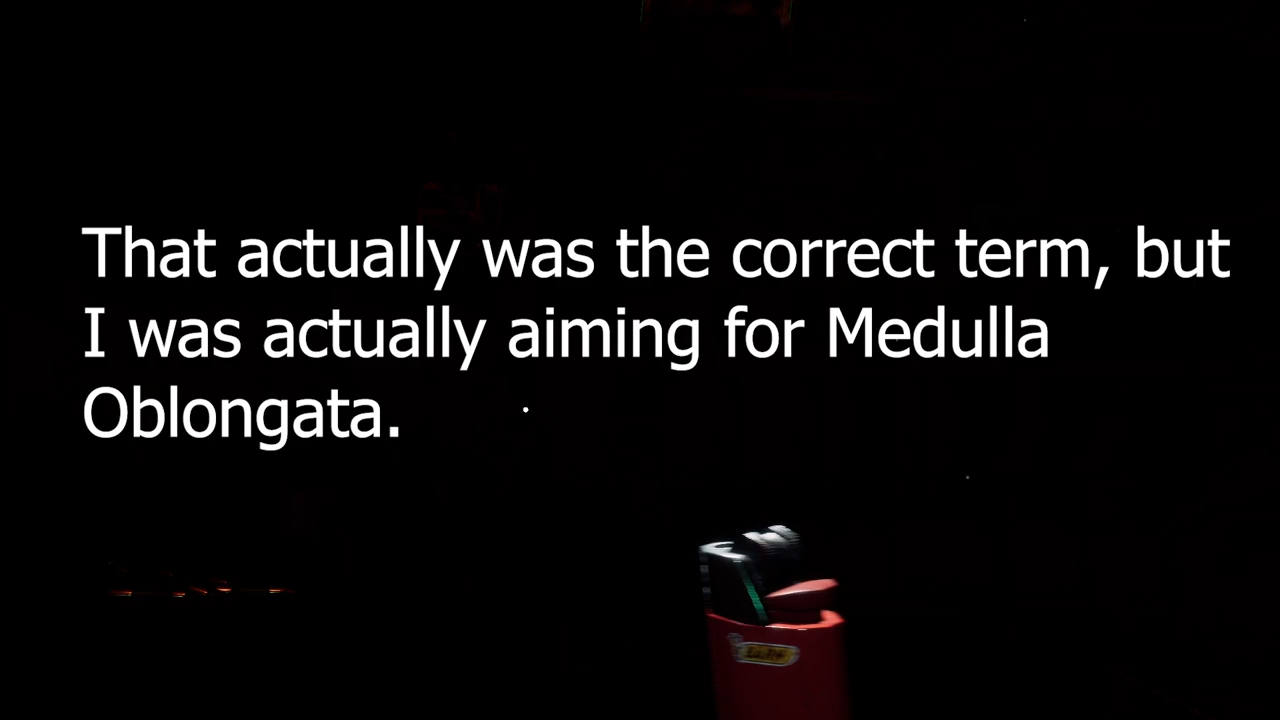 That actually was the correct term, but
I was actually aiming for Medulla
Oblongata.